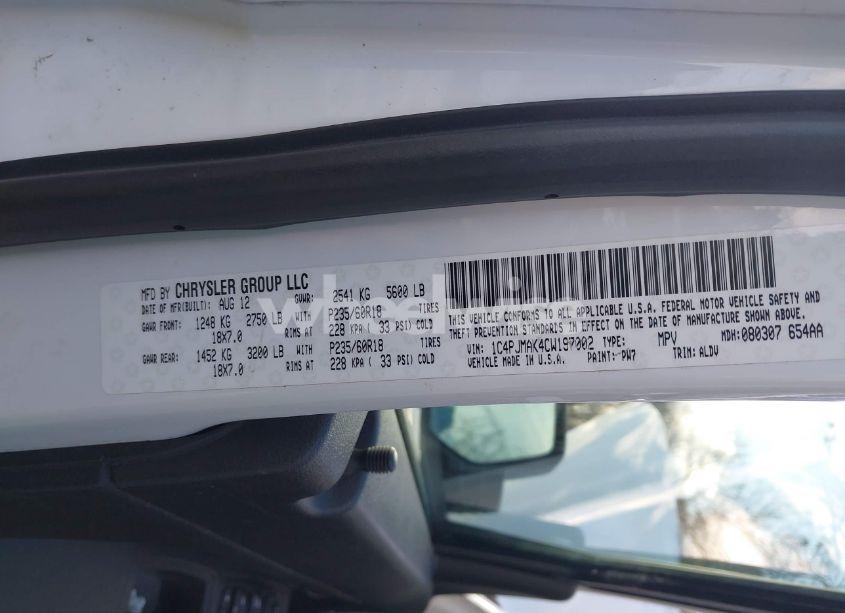 MFD BY CHRYSLER GROUP LLC
DATE OF MFR(BUILT): AUG 12 GVWR: 2541 KG 5600 LB
GAWR FRONT: 1248 KG 2750 LB WITH P235/60R18 TIRES
18X7.0 RIMS AT 228 KPA ( 33 PSI) COLD
GAWR REAR: 1452 KG 3200 LB WITH P235/60R18 TIRES
18X7.0 RIMS AT 228 KPA ( 33 PSI) COLD
THIS VEHICLE CONFORMS TO ALL APPLICABLE U.S.A. FEDERAL MOTOR VEHICLE SAFETY AND
THEFT PREVENTION STANDARDS IN EFFECT ON THE DATE OF MANUFACTURE SHOWN ABOVE.
VIN: 1C4PJMAK4CW197002 TYPE: MPV MDH:080307 654AA
VEHICLE MADE IN U.S.A. PAINT: PW7 TRIM: ALDV